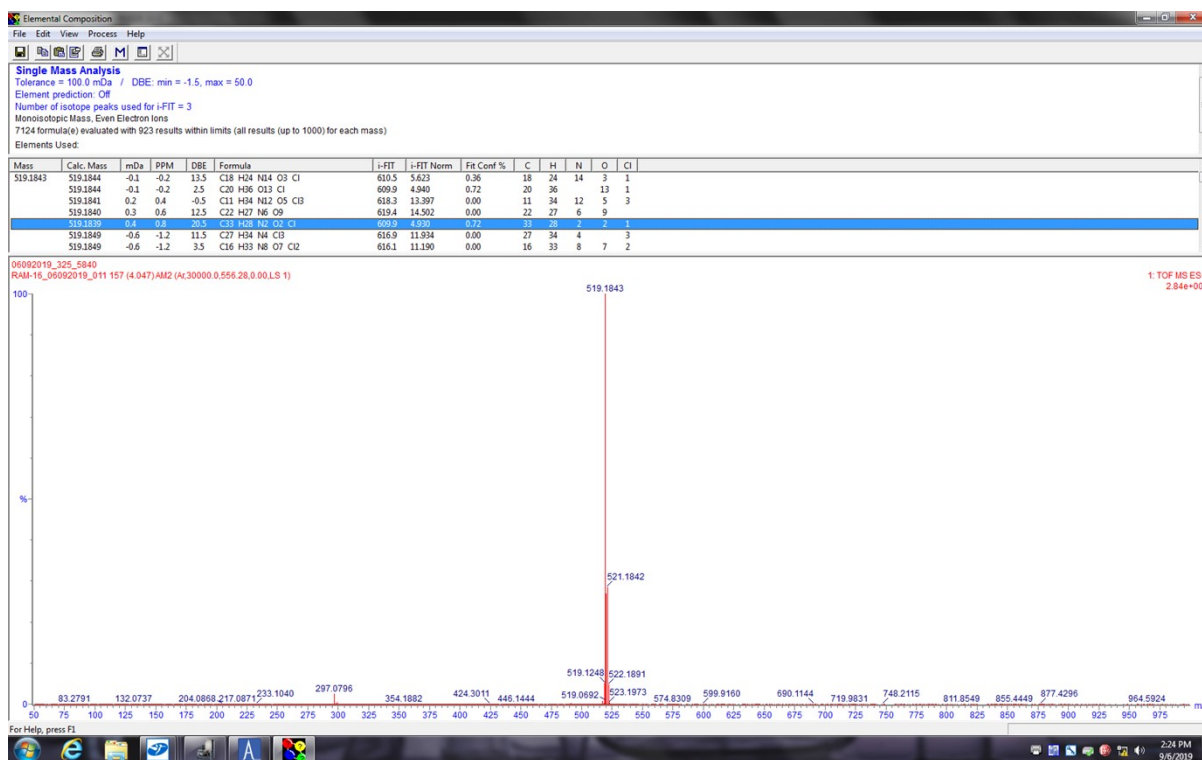 Elemental Composition
File Edit View Process Help
M
Single Mass Analysis
Tolerance = 100.0 mDa / DBE: min = -1.5, max = 50.0
Element prediction: Off
Number of isotope peaks used for i-FIT = 3
Monoisotopic Mass, Even Electron Ions
7124 formula(e) evaluated with 923 results within limits (all results (up to 1000) for each mass)
Elements Used:
Mass Calc. Mass mDa PPM DBE Formula i-FIT i-FIT Norm Fit Conf % C H N O Cl
519.1843 519.1844 -0.1 -0.2 13.5 C18 H24 N14 O3 Cl 610.5 5.623 0.36 18 24 14 3 1
519.1844 -0.1 -0.2 2.5 C20 H36 O13 Cl 609.9 4.940 0.72 20 36 13 1
519.1841 0.2 0.4 -0.5 C11 H34 N12 O5 Cl3 618.3 13.397 0.00 11 34 12 5 3
519.1840 0.3 0.6 12.5 C22 H27 N6 O9 619.4 14.502 0.00 22 27 6 9
519.1839 0.4 0.8 20.5 C33 H28 N2 O2 Cl 609.9 4.930 0.72 33 28 2 2 1
519.1849 -0.6 -1.2 11.5 C27 H34 N4 Cl3 616.9 11.934 0.00 27 34 4 3
519.1849 -0.6 -1.2 3.5 C16 H33 N8 O7 Cl2 616.1 11.190 0.00 16 33 8 7 2
06092019_325_5840
RAM-16_06092019_011 157 (4.047) AM2 (Ar,30000.0,556.28,0.00,LS 1)
1: TOF MS ES
2.84e+00
100
519.1843
%
521.1842
519.1248 522.1891
83.2791 132.0737 204.0868 217.0871 233.1040 297.0796 354.1882 424.3011 446.1444 519.0692 523.1973 574.8309 599.9160 690.1144 719.9831 748.2115 811.8549 855.4449 877.4296 964.5924
0
50 75 100 125 150 175 200 225 250 275 300 325 350 375 400 425 450 475 500 525 550 575 600 625 650 675 700 725 750 775 800 825 850 875 900 925 950 975 m
For Help, press F1
2:24 PM
9/6/2019